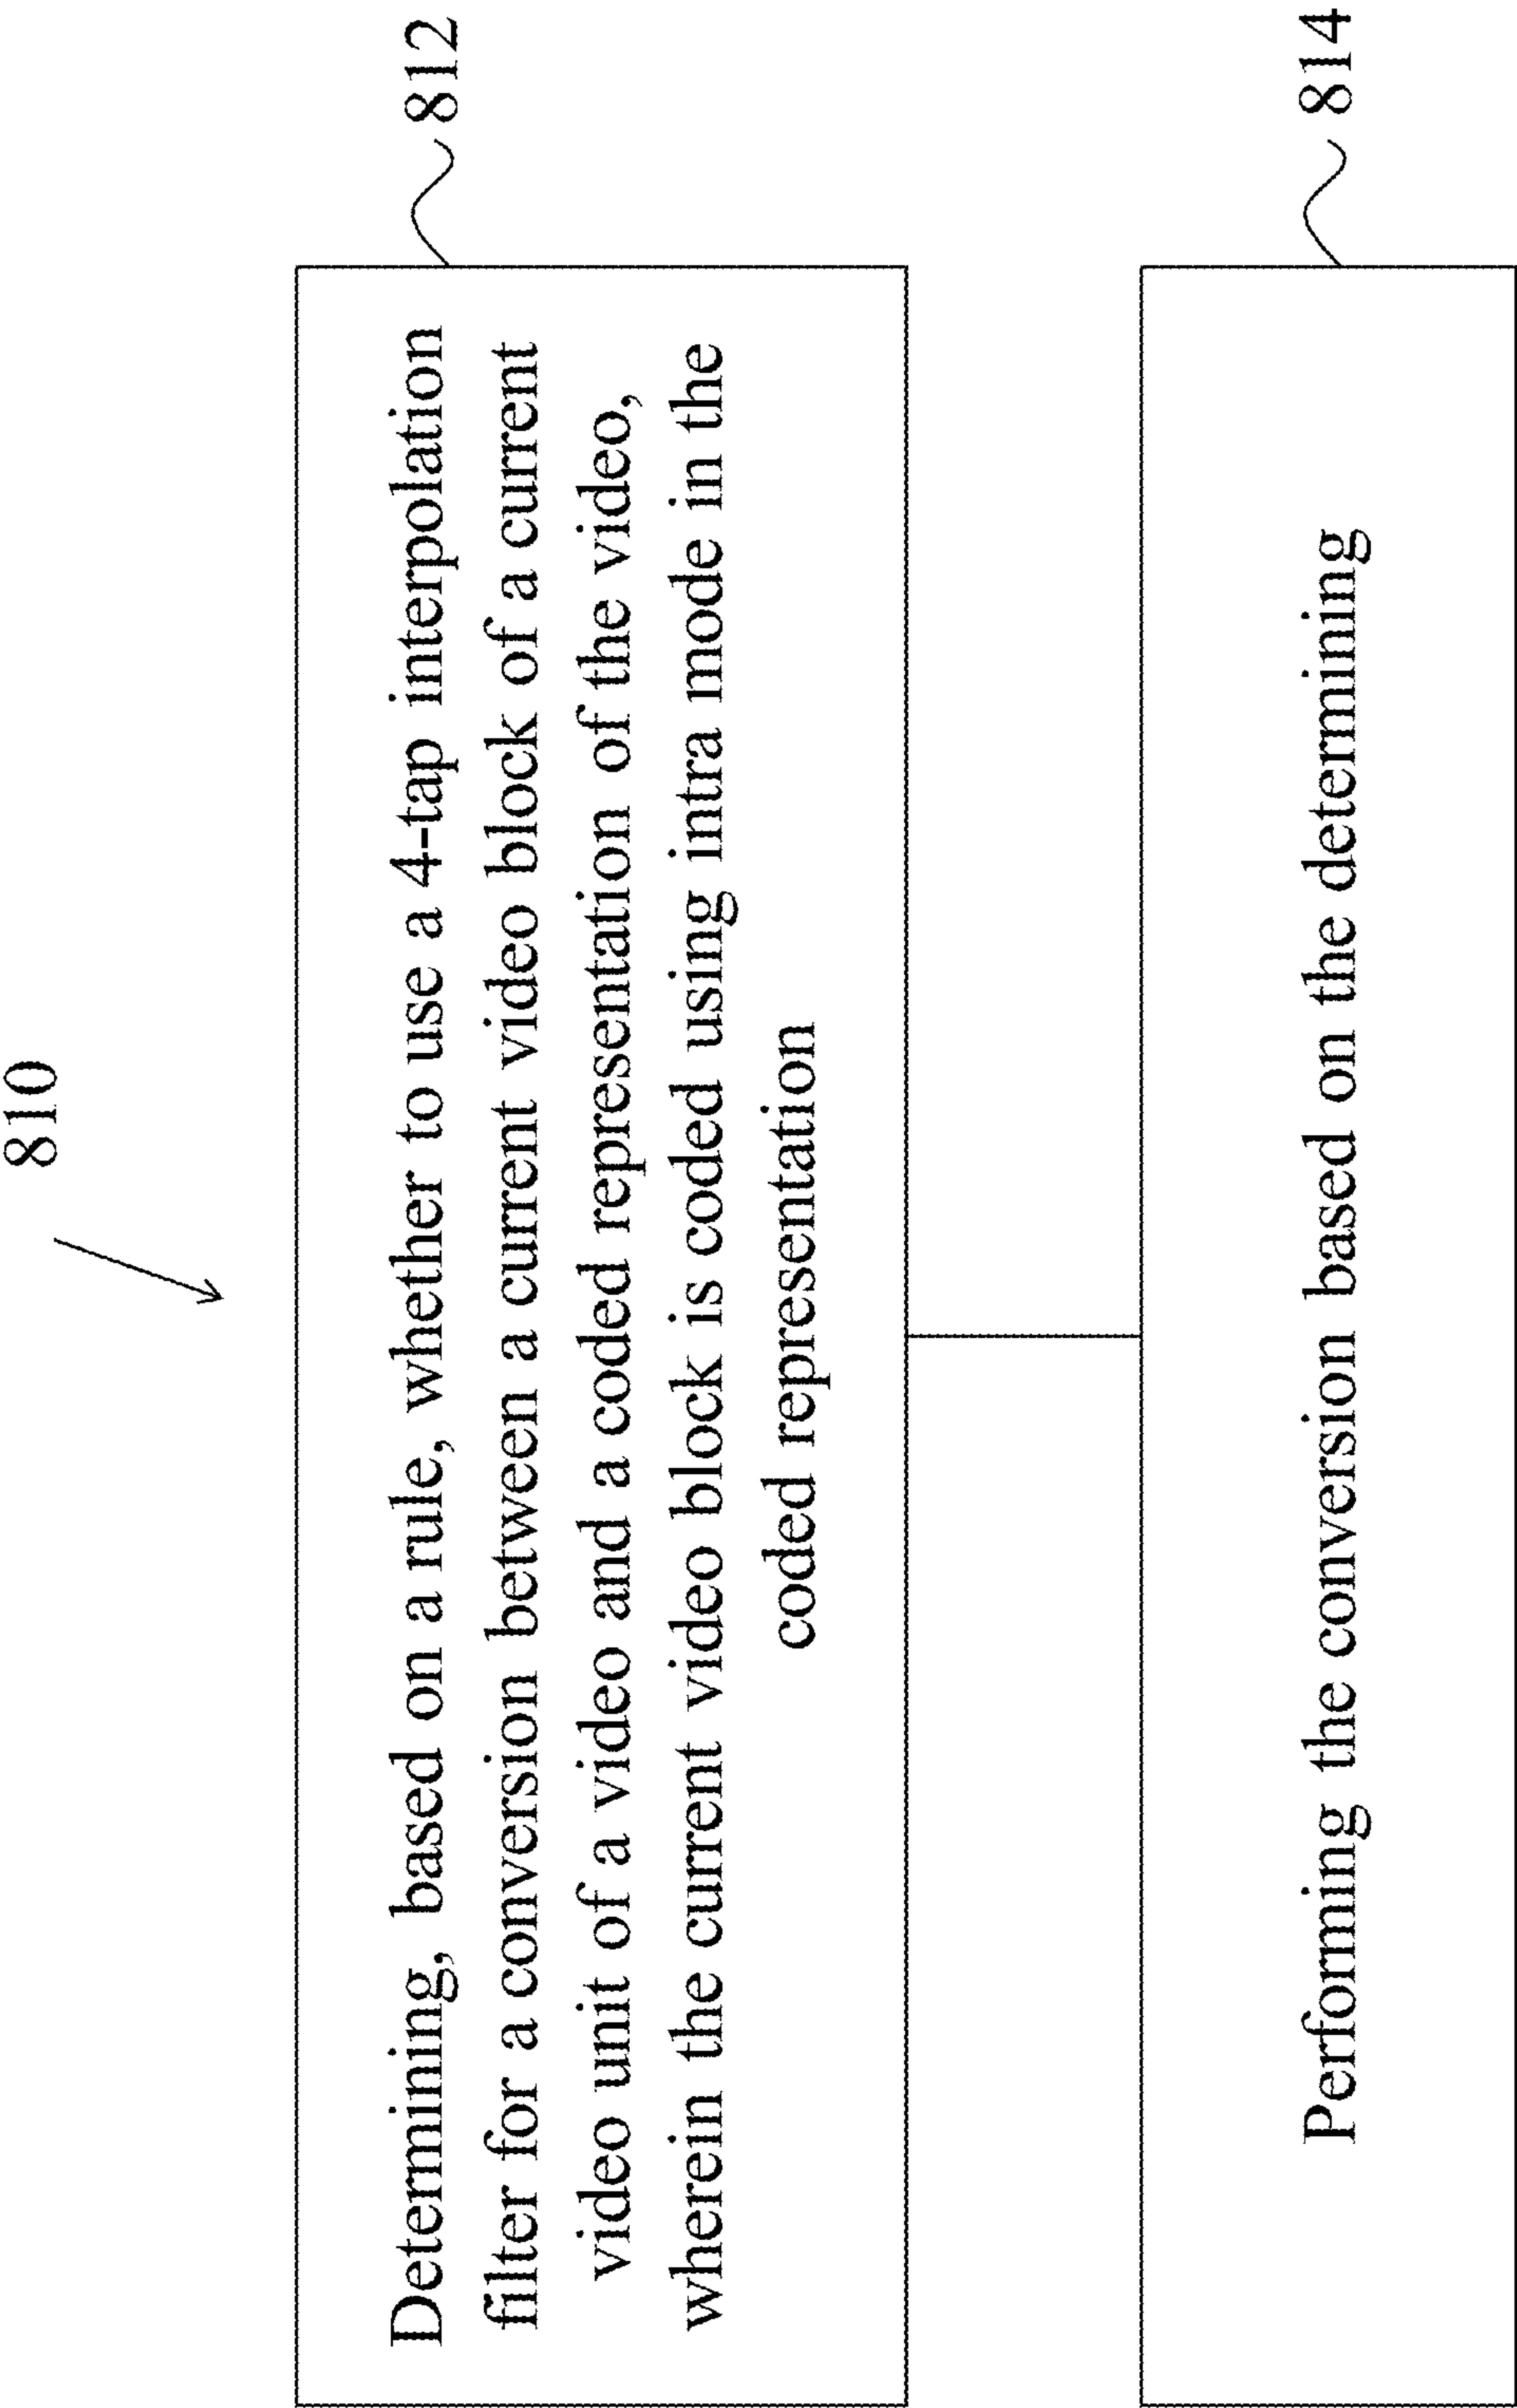 810
812
Determining, based on a rule, whether to use a 4-tap interpolation
filter for a conversion between a current video block of a current
video unit of a video and a coded representation of the video,
wherein the current video block is coded using intra mode in the
coded representation
814
Performing the conversion based on the determining